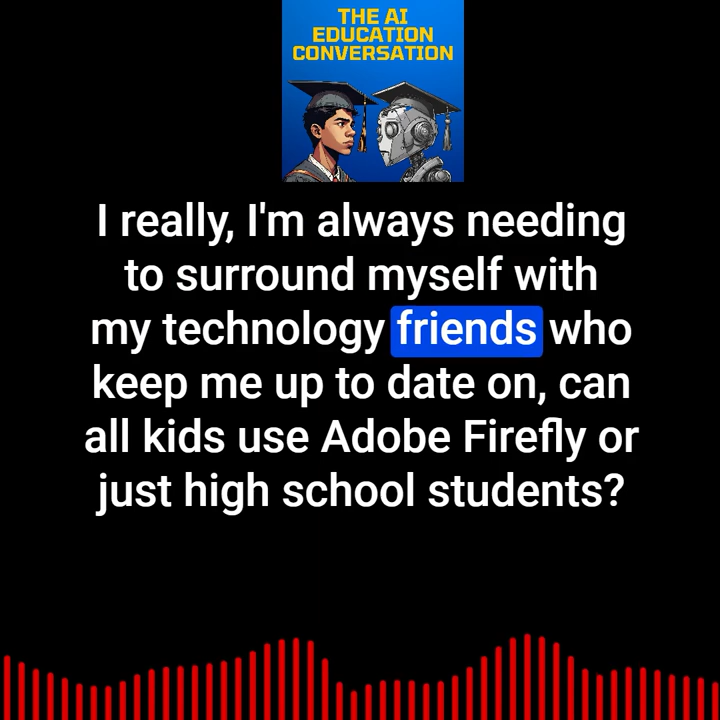 THE AI
EDUCATION
CONVERSATION
I really, I'm always needing
to surround myself with
my technology friends who
keep me up to date on, can
all kids use Adobe Firefly or
just high school students?